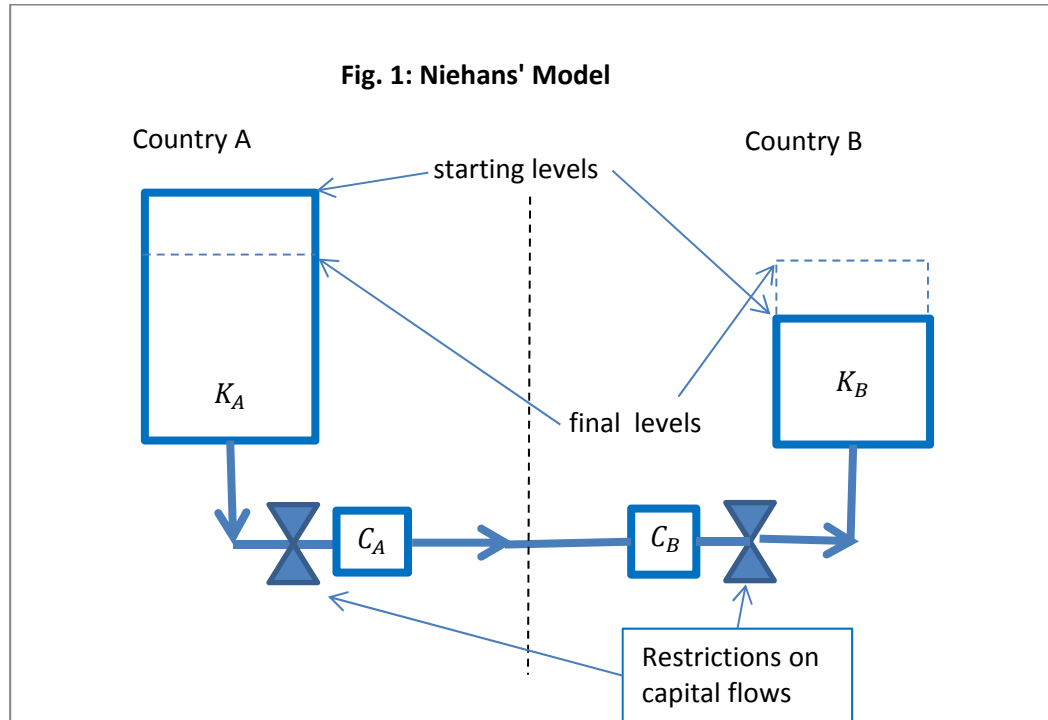 Fig. 1: Niehans' Model
Country A
Country B
starting levels
K_A
K_B
final levels
C_A
C_B
Restrictions on
capital flows